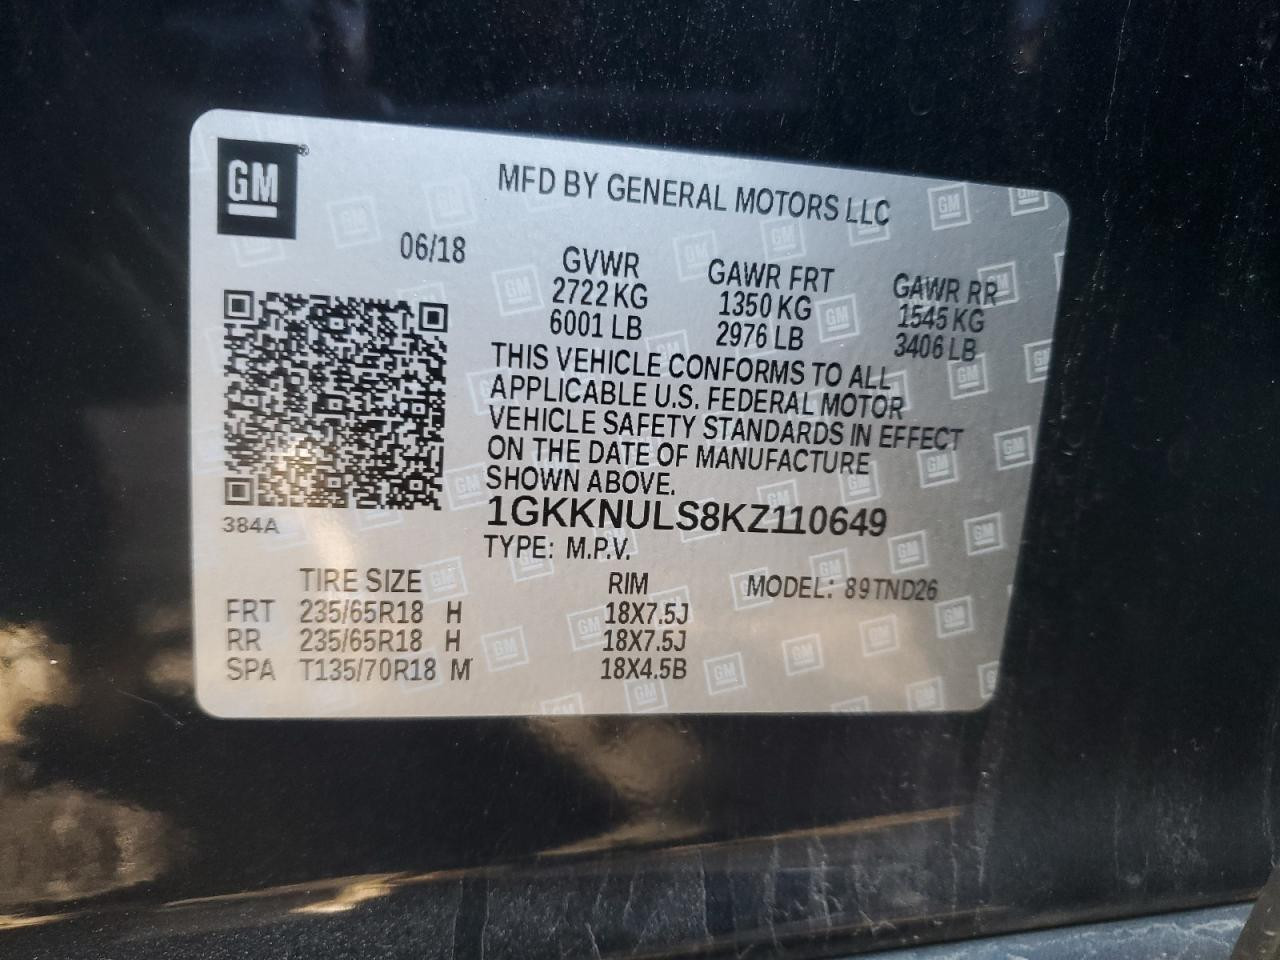 GM
MFD BY GENERAL MOTORS LLC
06/18
GVWR GAWR FRT GAWR RR
2722 KG 1350 KG 1545 KG
6001 LB 2976 LB 3406 LB
THIS VEHICLE CONFORMS TO ALL
APPLICABLE U.S. FEDERAL MOTOR
VEHICLE SAFETY STANDARDS IN EFFECT
ON THE DATE OF MANUFACTURE
SHOWN ABOVE.
384A
1GKKNULS8KZ110649
TYPE: M.P.V.
TIRE SIZE RIM MODEL: 89TND26
FRT 235/65R18 H 18X7.5J
RR 235/65R18 H 18X7.5J
SPA T135/70R18 M 18X4.5B